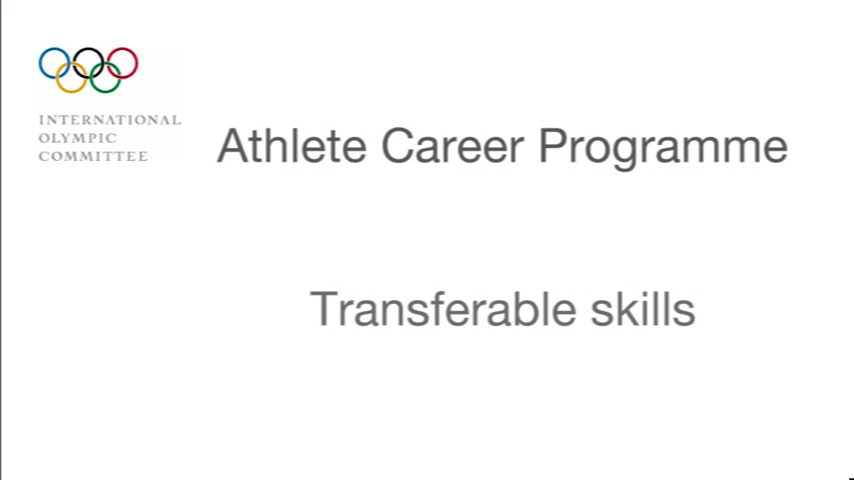 INTERNATIONAL
OLYMPIC
COMMITTEE
Athlete Career Programme
Transferable skills